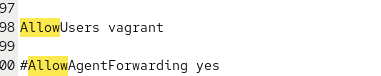 97
98 AllowUsers vagrant
99
00 #AllowAgentForwarding yes